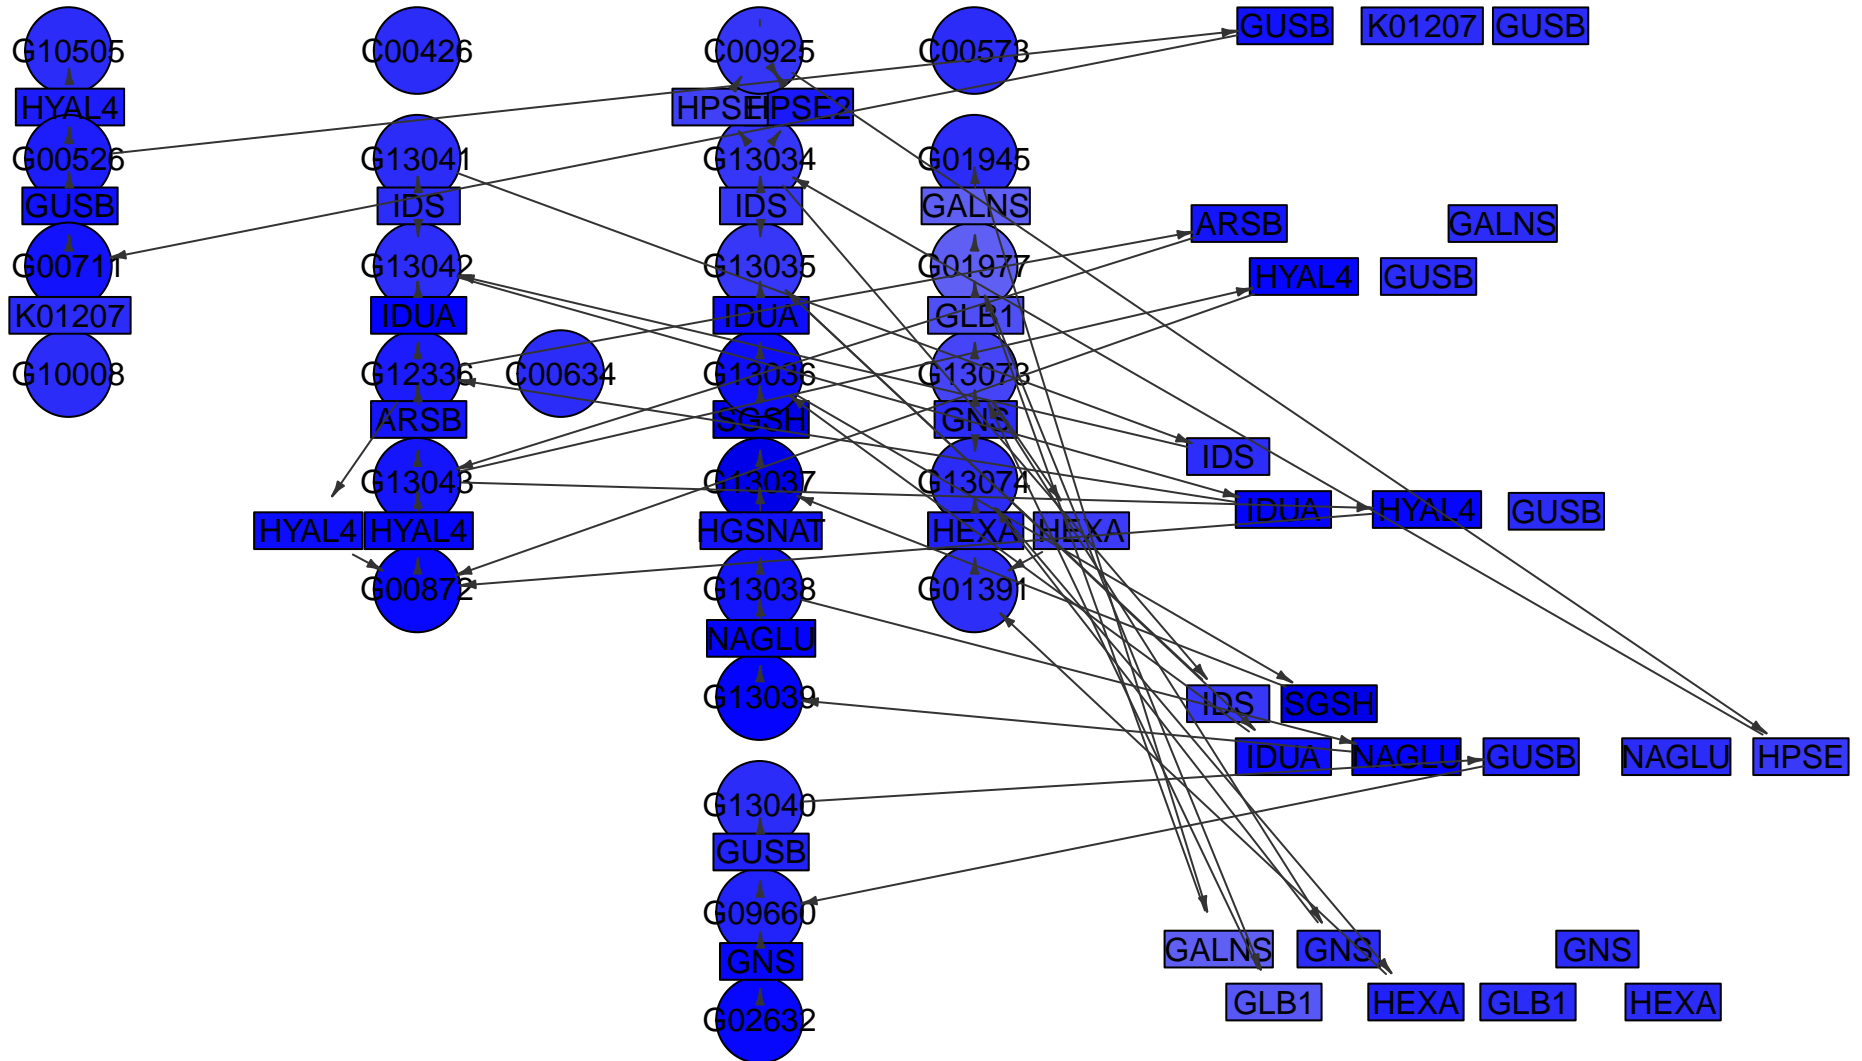 G10505 C00426 C00925 C00573 GUSB K01207 GUSB
HYAL4 HPSE HPSE2
G00526 G13041 G13034 G01945
GUSB IDS IDS GALNS ARSB GALNS
G00711 G13042 G13035 G01977 HYAL4 GUSB
K01207 IDUA IDUA GLB1
G10008 G12336 C00634 G13036 G13073
ARSB SGSH GNS
IDS
G13043 G13037 G13074
IDUA HYAL4 GUSB
HYAL4 HYAL4 HGSNAT HEXA HEXA
G00872 G13038 G01391
NAGLU
G13039 IDS SGSH
IDUA NAGLU GUSB NAGLU HPSE
G13040
GUSB
G09660
GNS GALNS GNS GNS
GLB1 HEXA GLB1 HEXA
G02632